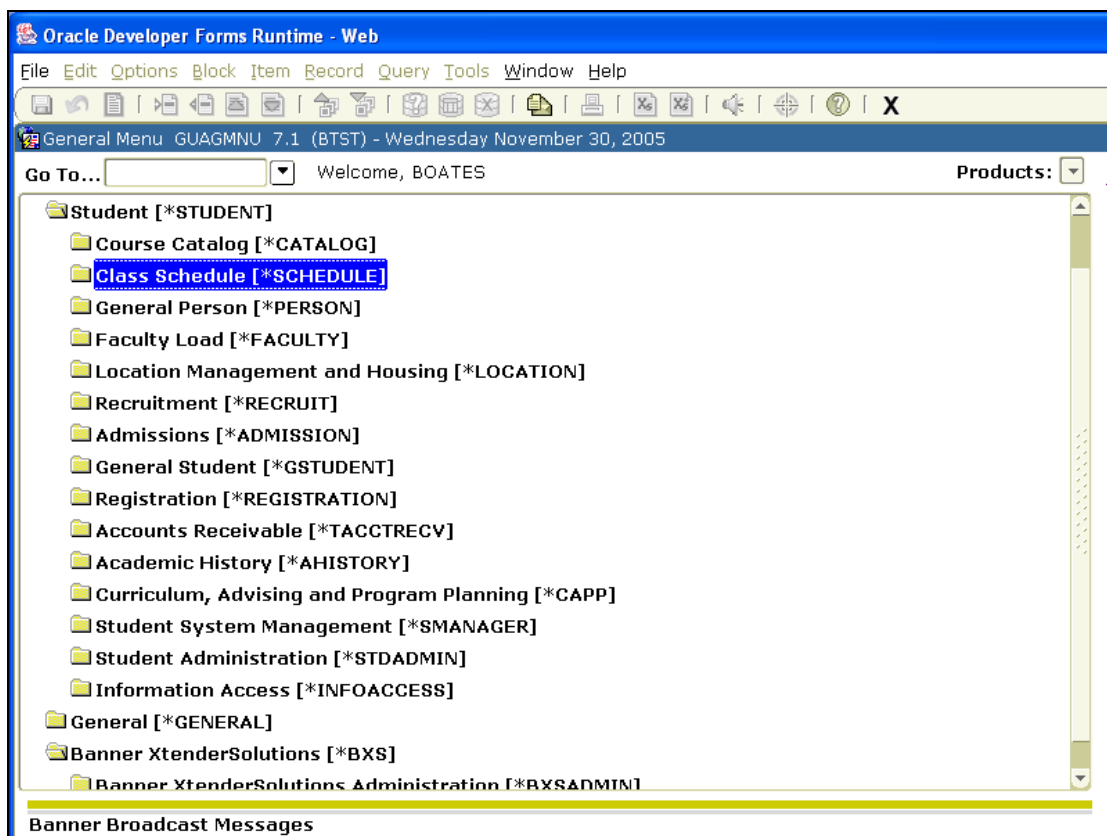 Oracle Developer Forms Runtime - Web
File Edit Options Block Item Record Query Tools Window Help
X
General Menu GUAGMNU 7.1 (BTST) - Wednesday November 30, 2005
Go To... Welcome, BOATES Products:
Student [*STUDENT]
Course Catalog [*CATALOG]
Class Schedule [*SCHEDULE]
General Person [*PERSON]
Faculty Load [*FACULTY]
Location Management and Housing [*LOCATION]
Recruitment [*RECRUIT]
Admissions [*ADMISSION]
General Student [*GSTUDENT]
Registration [*REGISTRATION]
Accounts Receivable [*TACCTRECV]
Academic History [*AHISTORY]
Curriculum, Advising and Program Planning [*CAPP]
Student System Management [*SMANAGER]
Student Administration [*STDADMIN]
Information Access [*INFOACCESS]
General [*GENERAL]
Banner XtenderSolutions [*BXS]
Banner XtenderSolutions Administration [*BXSADMIN]
Banner Broadcast Messages